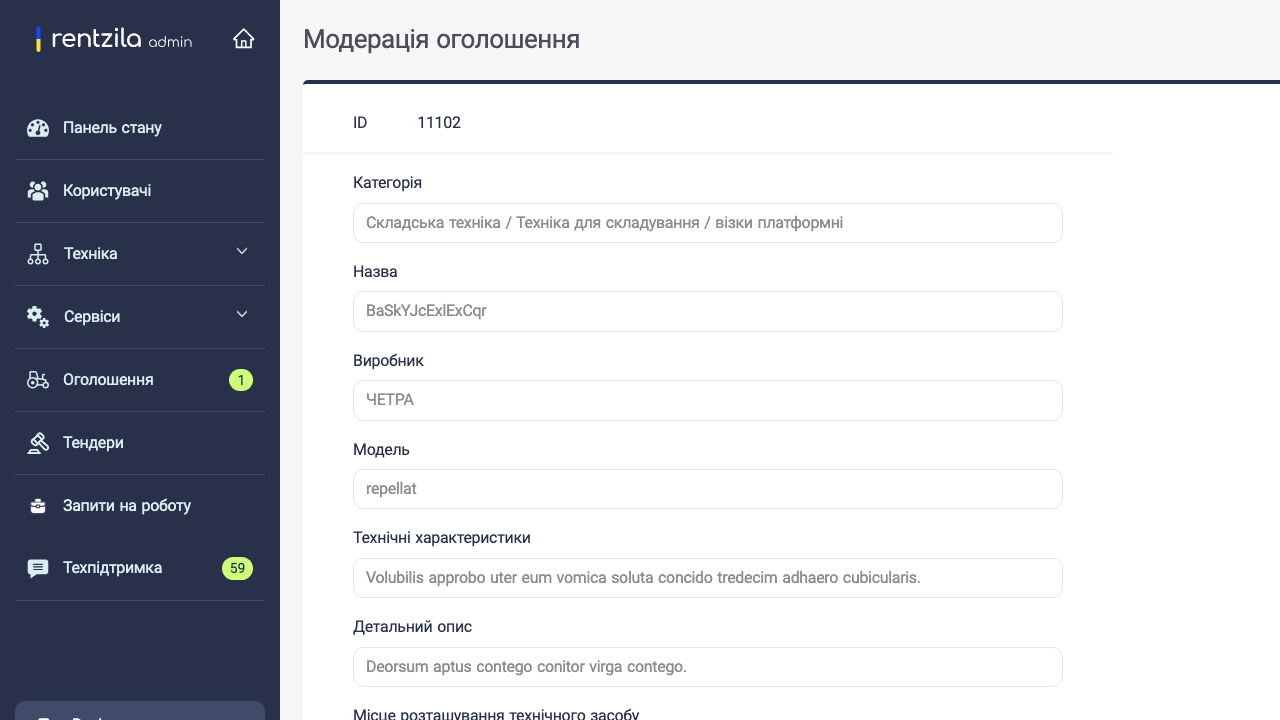 rentzila admin
Модерація оголошення
ID 11102
Панель стану
Користувачі
Техніка
Сервіси
Оголошення 1
Тендери
Запити на роботу
Техпідтримка 59
Категорія
Складська техніка / Техніка для складування / візки платформні
Назва
BaSkYJcExlExCqr
Виробник
ЧЕТРА
Модель
repellat
Технічні характеристики
Volubilis approbo uter eum vomica soluta concido tredecim adhaero cubicularis.
Детальний опис
Deorsum aptus contego conitor virga contego.
Місце розташування технічного засобу